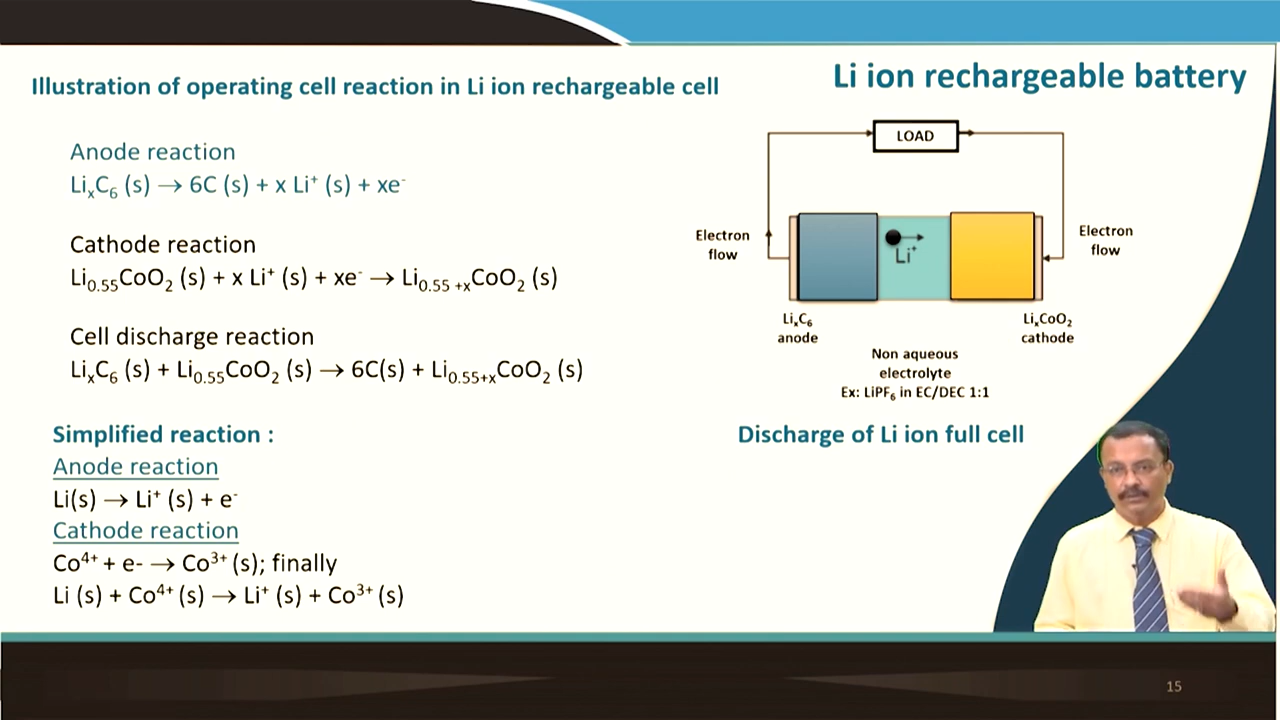 Illustration of operating cell reaction in Li ion rechargeable cell
Li ion rechargeable battery
Anode reaction
LiₓC₆ (s) → 6C (s) + x Li⁺ (s) + xe⁻
Cathode reaction
Li₀.₅₅CoO₂ (s) + x Li⁺ (s) + xe⁻ → Li₀.₅₅ ₊ₓCoO₂ (s)
Cell discharge reaction
LiₓC₆ (s) + Li₀.₅₅CoO₂ (s) → 6C(s) + Li₀.₅₅₊ₓCoO₂ (s)
Simplified reaction :
Anode reaction
Li(s) → Li⁺ (s) + e⁻
Cathode reaction
Co⁴⁺ + e- → Co³⁺ (s); finally
Li (s) + Co⁴⁺ (s) → Li⁺ (s) + Co³⁺ (s)
LOAD
Electron
flow
Li⁺
Electron
flow
LiₓC₆
anode
LiₓCoO₂
cathode
Non aqueous
electrolyte
Ex: LiPF₆ in EC/DEC 1:1
Discharge of Li ion full cell
15